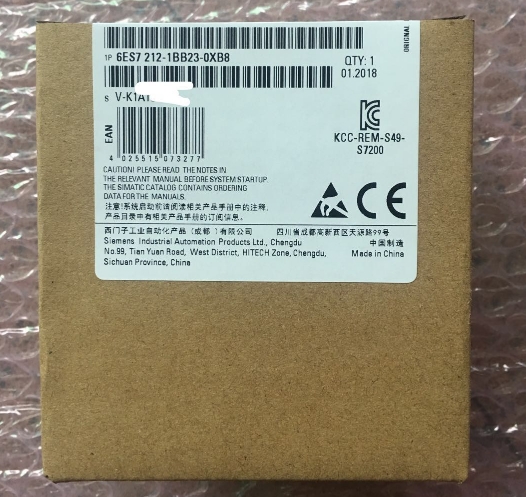 1P 6ES7 212-1BB23-0XB8
QTY: 1
01.2018
ORIGINAL
S V-K1A1
KCC-REM-S49-
S7200
EAN
4 025515 073277
CAUTION! PLEASE READ THE NOTES IN
THE RELEVANT MANUAL BEFORE SYSTEM STARTUP.
THE SIMATIC CATALOG CONTAINS ORDERING
DATA FOR THE MANUALS.
注意!系统启动前请阅读相关产品手册中的注释.
产品目录中有相关产品手册的订阅信息.
CE
西门子工业自动化产品（成都）有限公司 四川省成都高新西区天源路99号
Siemens Industrial Automation Products Ltd., Chengdu 中国制造
No.99, Tian Yuan Road, West District, HITECH Zone, Chengdu, Made in China
Sichuan Province, China